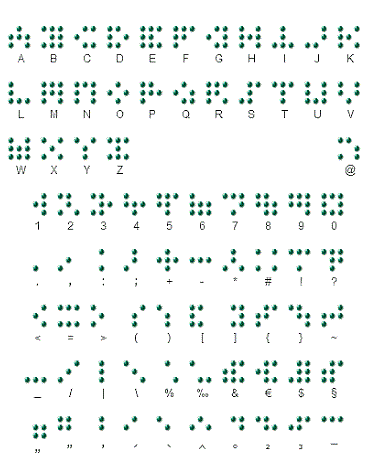 A B C D E F G H I J K
L M N O P Q R S T U V
W X Y Z @
1 2 3 4 5 6 7 8 9 0
. , : ; + - * # ! ?
< = > ( ) [ ] { } ~
_ / | \ % ‰ & € $ §
„ ” ’ ´ ` ^ ° ² ³ ¯